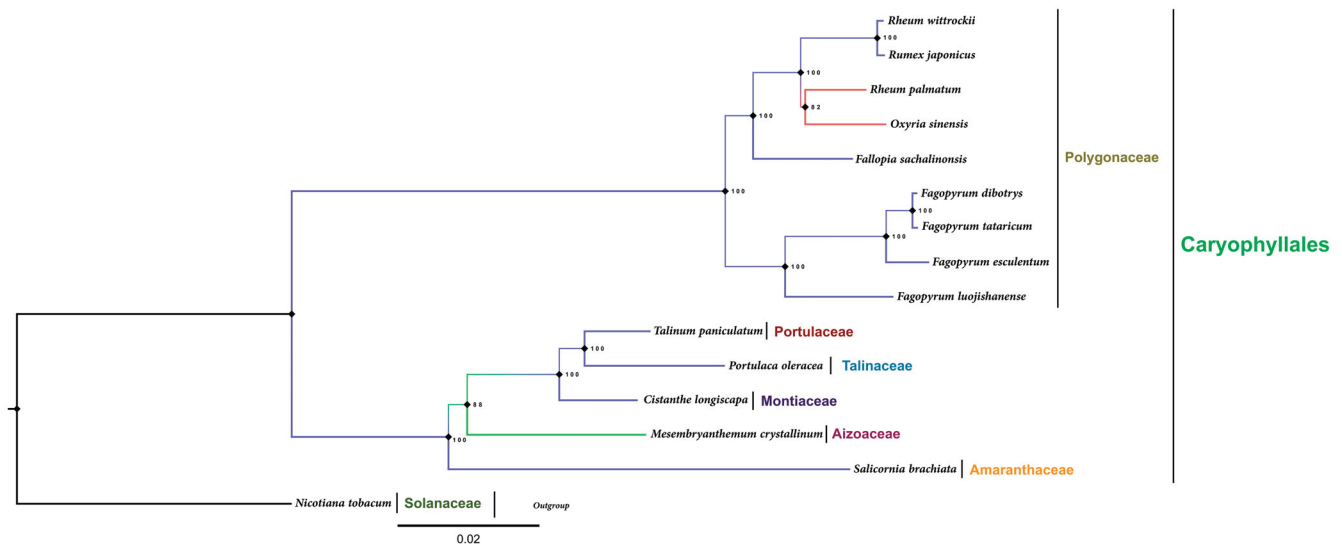 Rheum wittrockii
100
Rumex japonicus
100
Rheum palmatum
82
100
Oxyria sinensis
Fallopia sachalinonsis
Polygonaceae
100
Fagopyrum dibotrys
100
Fagopyrum tataricum
100
Caryophyllales
Fagopyrum esculentum
100
Fagopyrum luojishanense
Talinum paniculatum
Portulaceae
100
Portulaca oleracea
Talinaceae
100
Cistanthe longiscapa
Montiaceae
88
Mesembryanthemum crystallinum
Aizoaceae
100
Salicornia brachiata
Amaranthaceae
Nicotiana tobacum
Solanaceae
Outgroup
0.02